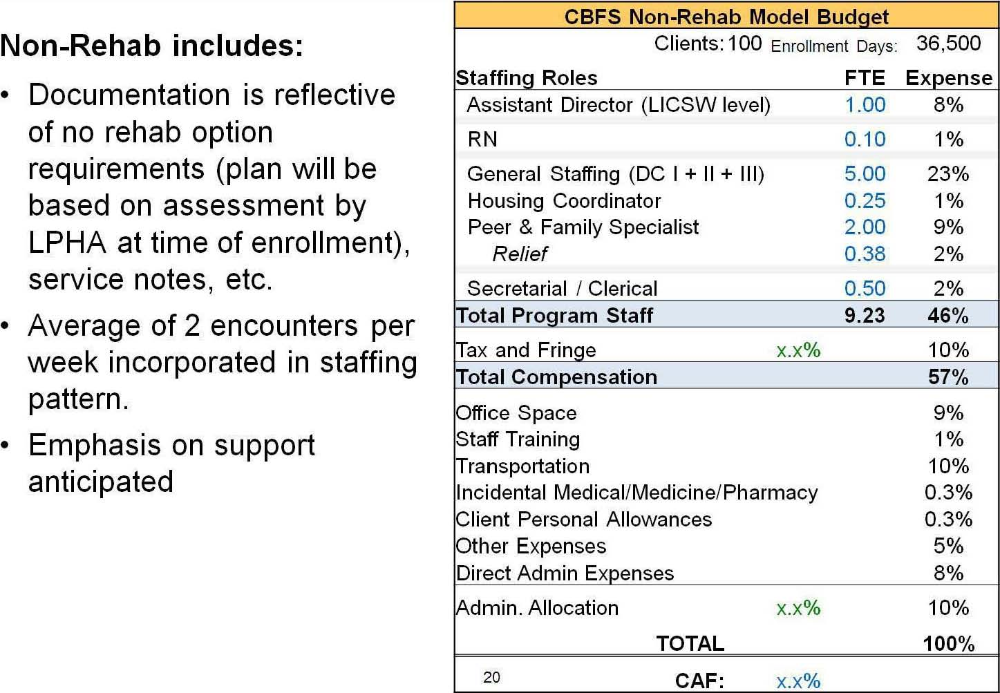 Non-Rehab includes:
• Documentation is reflective
of no rehab option
requirements (plan will be
based on assessment by
LPHA at time of enrollment),
service notes, etc.
• Average of 2 encounters per
week incorporated in staffing
pattern.
• Emphasis on support
anticipated
CBFS Non-Rehab Model Budget
Clients: 100 Enrollment Days: 36,500
Staffing Roles FTE Expense
Assistant Director (LICSW level) 1.00 8%
RN 0.10 1%
General Staffing (DC I + II + III) 5.00 23%
Housing Coordinator 0.25 1%
Peer & Family Specialist 2.00 9%
Relief 0.38 2%
Secretarial / Clerical 0.50 2%
Total Program Staff 9.23 46%
Tax and Fringe x.x% 10%
Total Compensation 57%
Office Space 9%
Staff Training 1%
Transportation 10%
Incidental Medical/Medicine/Pharmacy 0.3%
Client Personal Allowances 0.3%
Other Expenses 5%
Direct Admin Expenses 8%
Admin. Allocation x.x% 10%
TOTAL 100%
20 CAF: x.x%